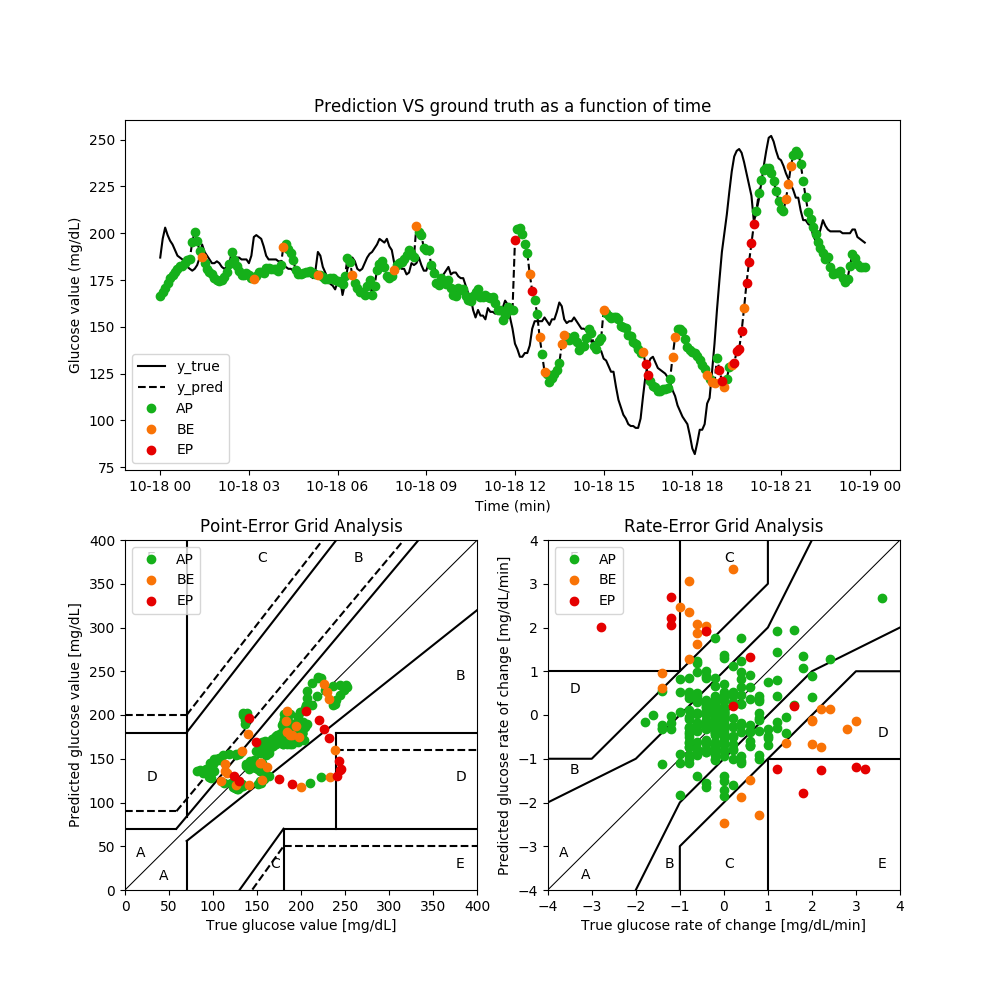 Prediction VS ground truth as a function of time
Glucose value (mg/dL)
250
225
200
175
150
125
100
75
y_true
y_pred
AP
BE
EP
10-18 00 10-18 03 10-18 06 10-18 09 10-18 12 10-18 15 10-18 18 10-18 21 10-19 00
Time (min)
Point-Error Grid Analysis
Predicted glucose value [mg/dL]
400
350
300
250
200
150
100
50
0
AP
BE
EP
C
B
B
D
D
A
A
C
E
0 50 100 150 200 250 300 350 400
True glucose value [mg/dL]
Rate-Error Grid Analysis
Predicted glucose rate of change [mg/dL/min]
4
3
2
1
0
−1
−2
−3
−4
AP
BE
EP
C
D
D
B
A
A
B
C
E
−4 −3 −2 −1 0 1 2 3 4
True glucose rate of change [mg/dL/min]